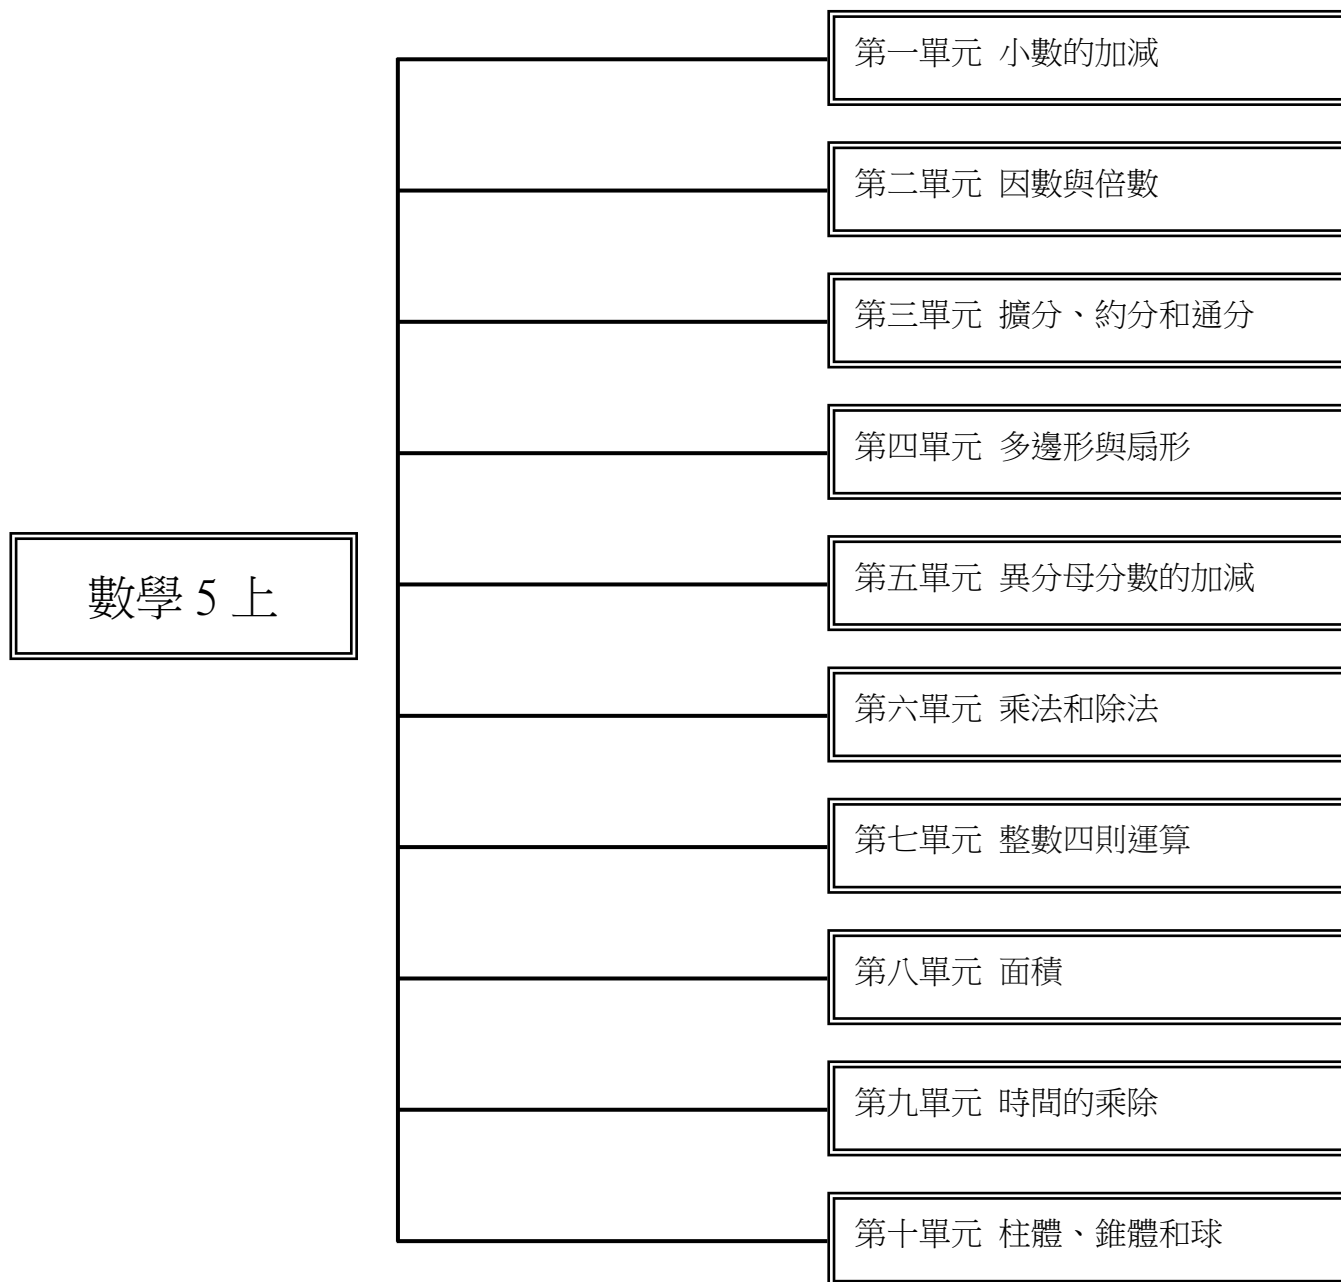 第一單元 小數的加減
第二單元 因數與倍數
第三單元 擴分、約分和通分
第四單元 多邊形與扇形
數學 5 上
第五單元 異分母分數的加減
第六單元 乘法和除法
第七單元 整數四則運算
第八單元 面積
第九單元 時間的乘除
第十單元 柱體、錐體和球